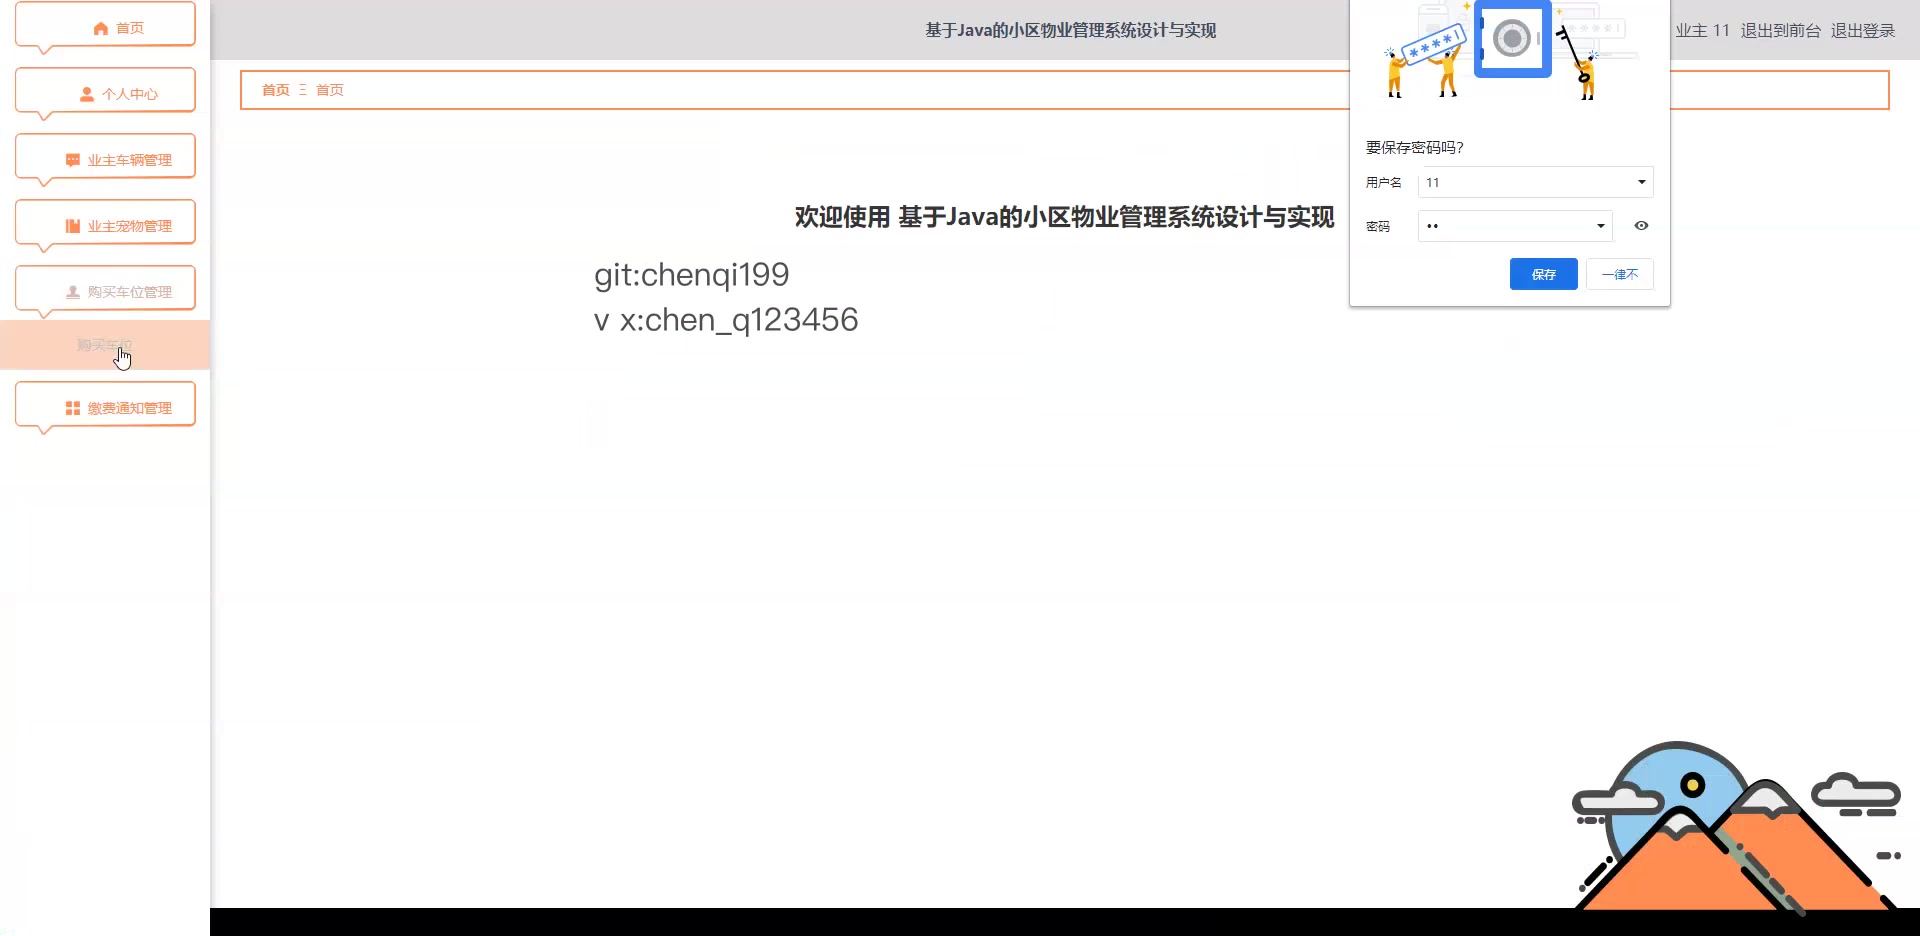 首页
个人中心
业主车辆管理
业主宠物管理
购买车位管理
购买车位
缴费通知管理
基于Java的小区物业管理系统设计与实现
业主 11 退出到前台 退出登录
首页 Ξ 首页
欢迎使用 基于Java的小区物业管理系统设计与实现
git:chenqi199
v x:chen_q123456
要保存密码吗?
用户名 11
密码 ••
保存 一律不